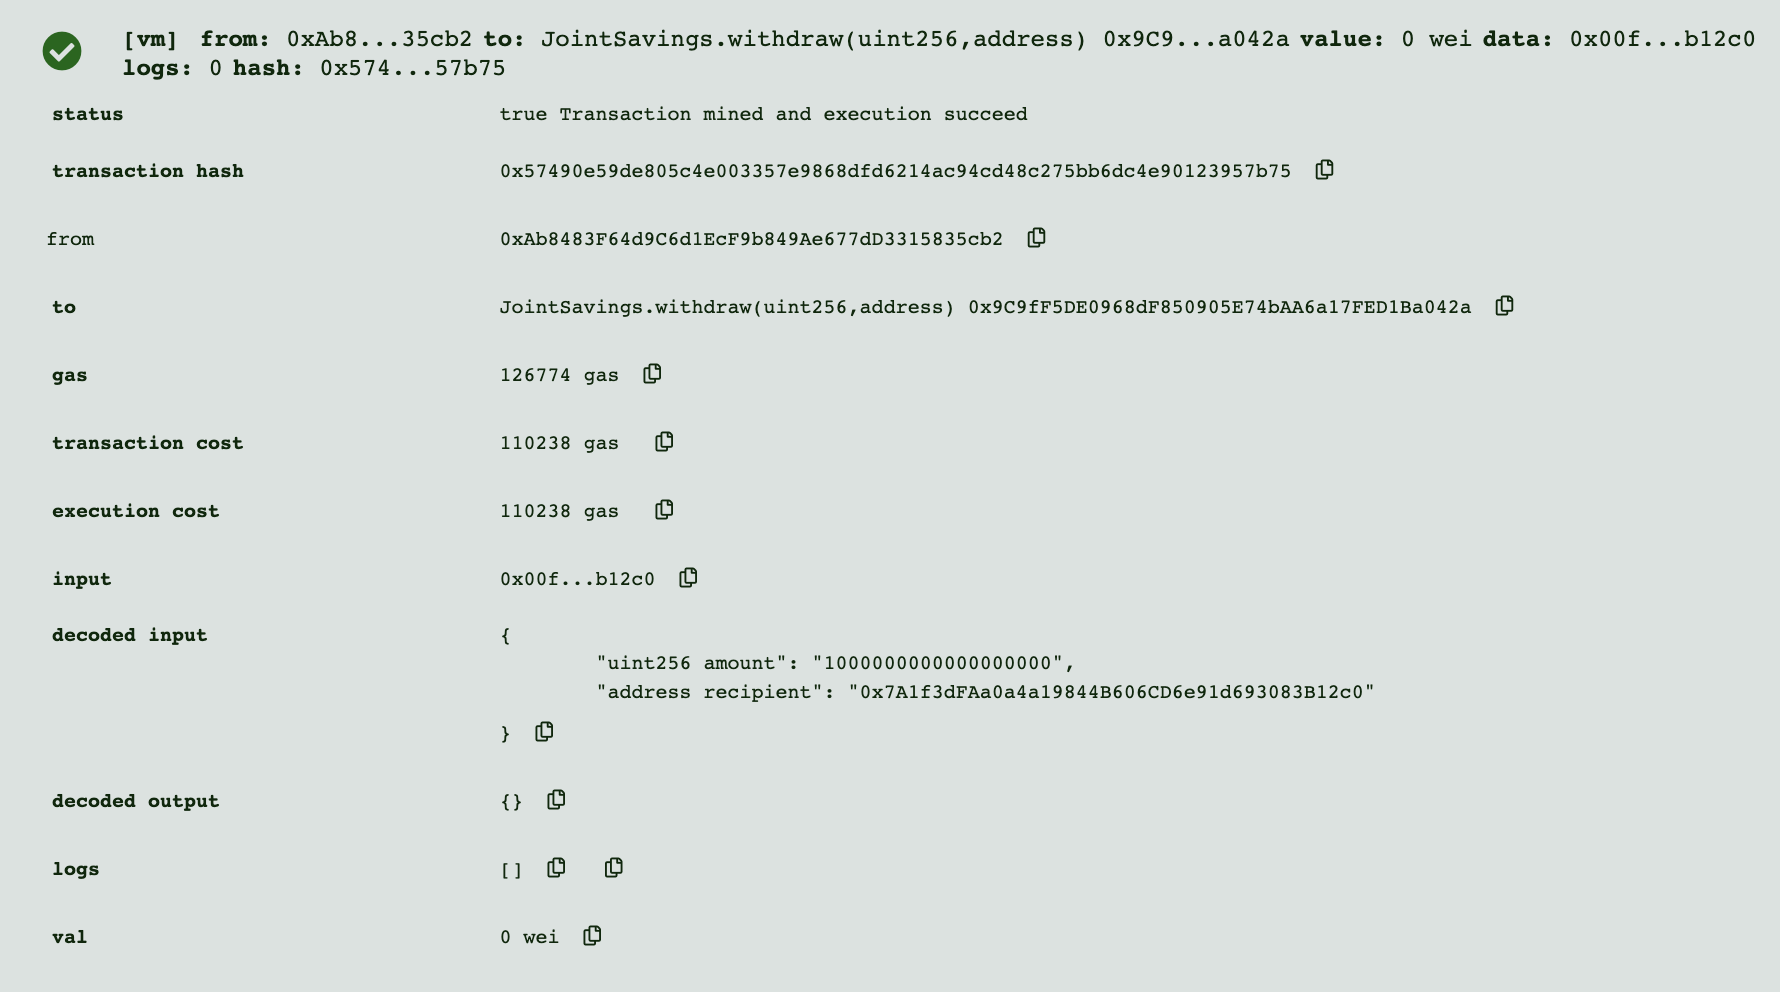 [vm] from: 0xAb8...35cb2 to: JointSavings.withdraw(uint256,address) 0x9C9...a042a value: 0 wei data: 0x00f...b12c0
logs: 0 hash: 0x574...57b75
status true Transaction mined and execution succeed
transaction hash 0x57490e59de805c4e003357e9868dfd6214ac94cd48c275bb6dc4e90123957b75
from 0xAb8483F64d9C6d1EcF9b849Ae677dD3315835cb2
to JointSavings.withdraw(uint256,address) 0x9C9fF5DE0968dF850905E74bAA6a17FED1Ba042a
gas 126774 gas
transaction cost 110238 gas
execution cost 110238 gas
input 0x00f...b12c0
decoded input {
"uint256 amount": "1000000000000000000",
"address recipient": "0x7A1f3dFAa0a4a19844B606CD6e91d693083B12c0"
}
decoded output {}
logs []
val 0 wei